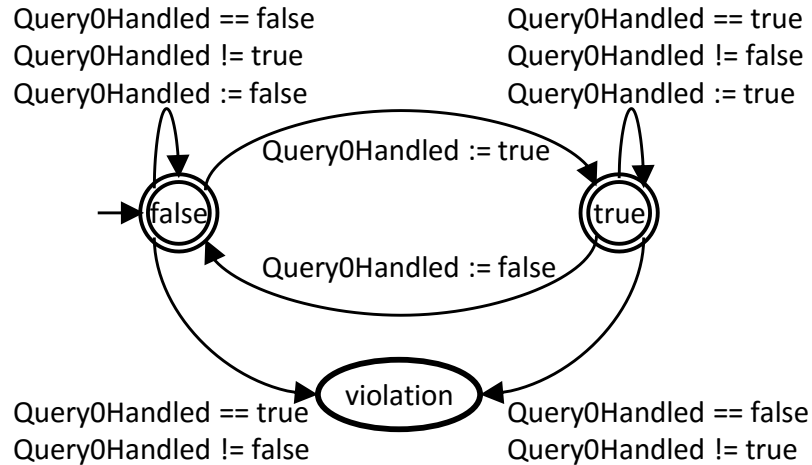 Query0Handled == false
Query0Handled != true
Query0Handled := false
Query0Handled == true
Query0Handled != false
Query0Handled := true
Query0Handled := true
false
true
Query0Handled := false
violation
Query0Handled == true
Query0Handled != false
Query0Handled == false
Query0Handled != true